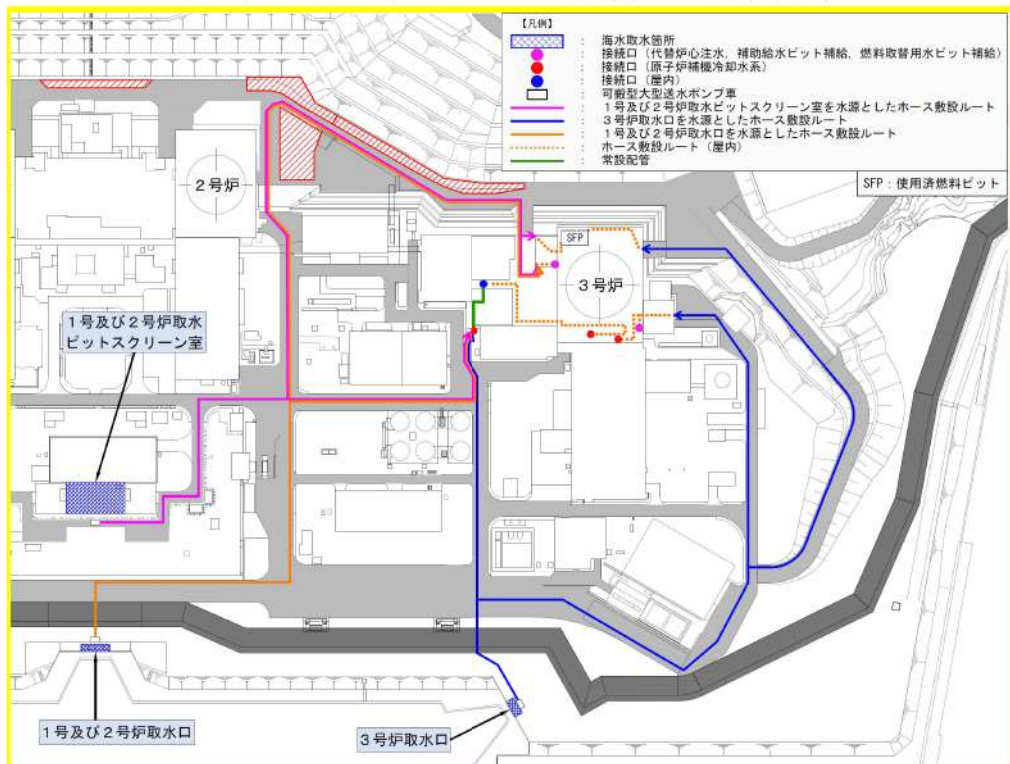 【凡例】
： 海水取水箇所
： 接続口（代替炉心注水，補助給水ピット補給，燃料取替用水ピット補給）
： 接続口（原子炉補機冷却水系）
： 接続口（屋内）
： 可搬型大型送水ポンプ車
： １号及び２号炉取水ピットスクリーン室を水源としたホース敷設ルート
： ３号炉取水口を水源としたホース敷設ルート
： １号及び２号炉取水口を水源としたホース敷設ルート
： ホース敷設ルート（屋内）
： 常設配管
SFP：使用済燃料ピット
２号炉
SFP
３号炉
１号及び２号炉取水
ピットスクリーン室
１号及び２号炉取水口
３号炉取水口